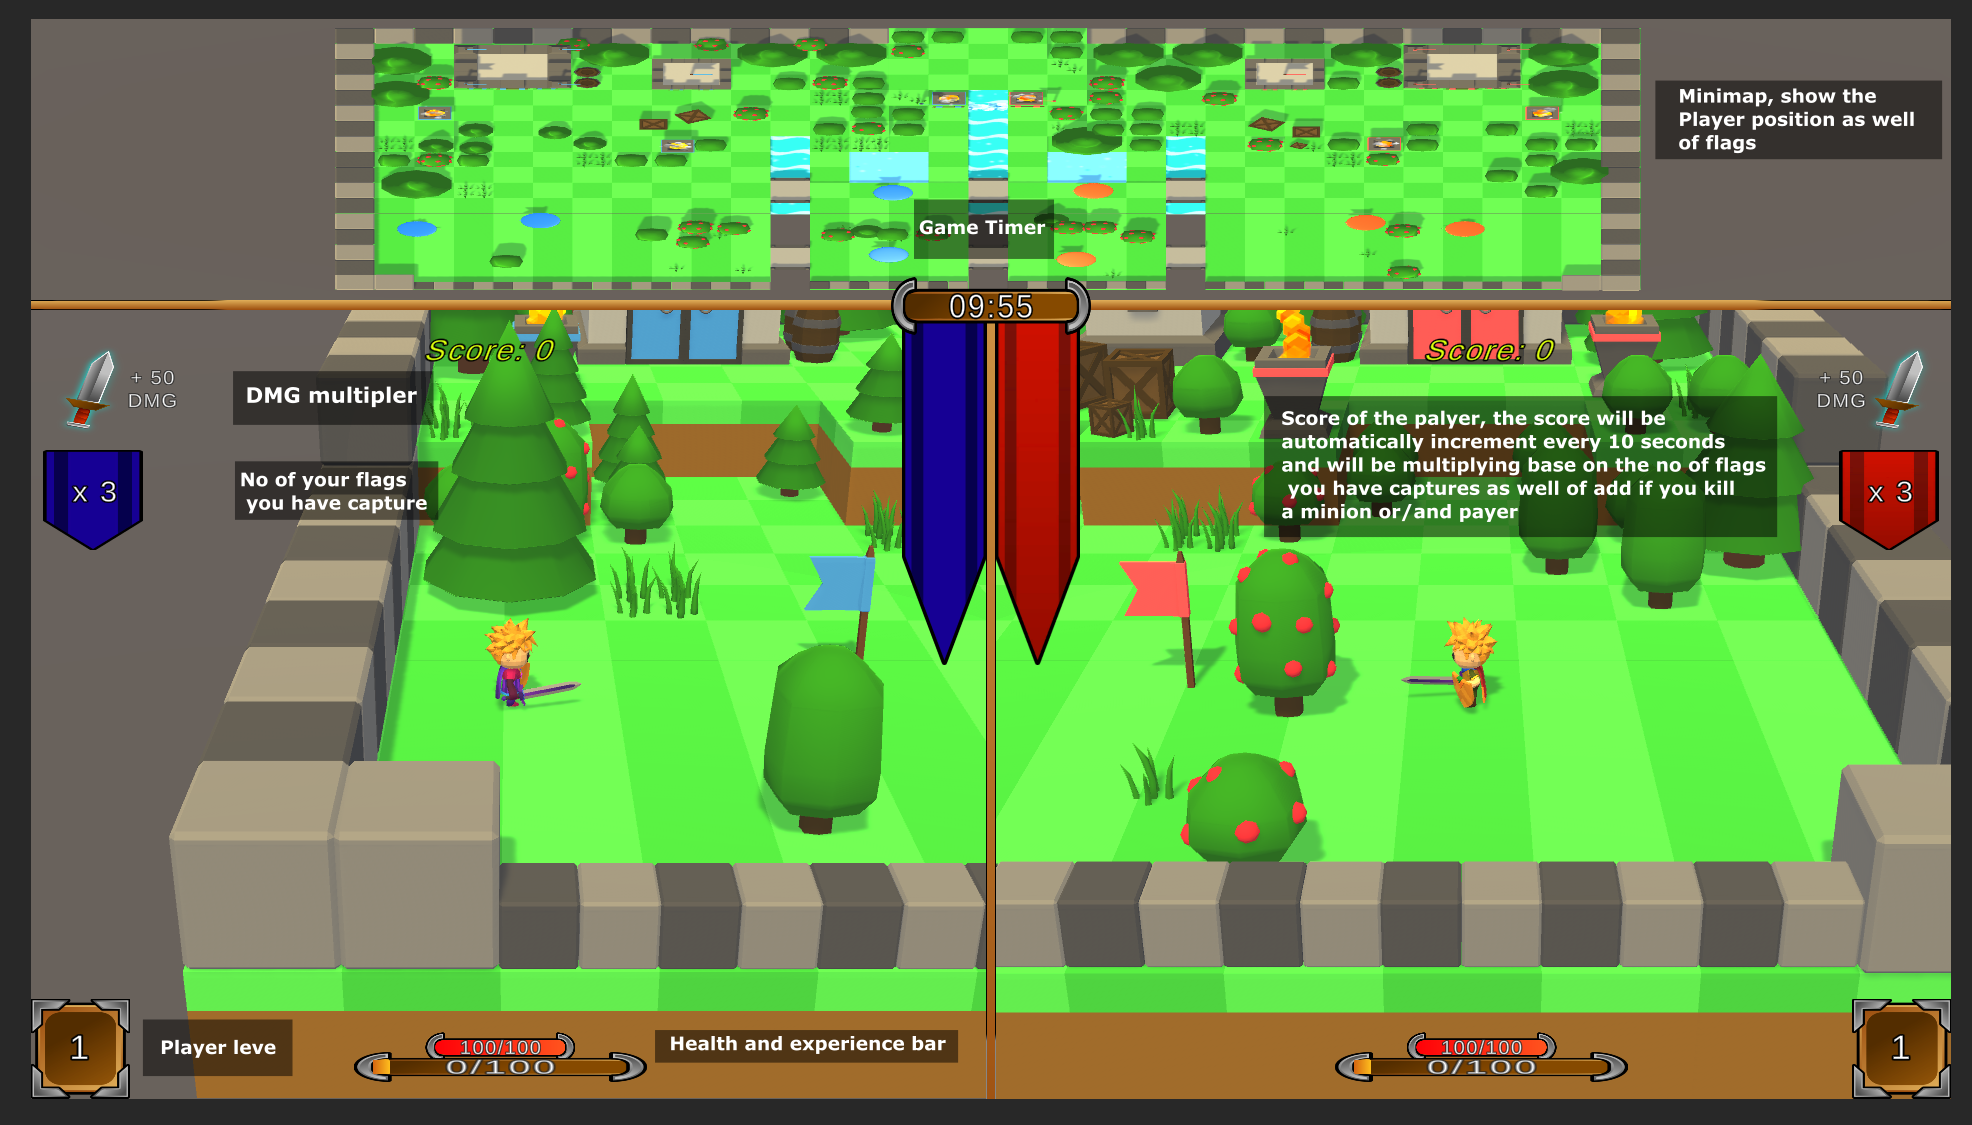 Minimap, show the
Player position as well
of flags
Game Timer
09:55
Score: 0
Score: 0
+ 50
DMG
DMG multipler
+ 50
DMG
Score of the palyer, the score will be
automatically increment every 10 seconds
and will be multiplying base on the no of flags
you have captures as well of add if you kill
a minion or/and payer
No of your flags
you have capture
x 3
x 3
1
Player leve
100/100
0/100
Health and experience bar
100/100
0/100
1